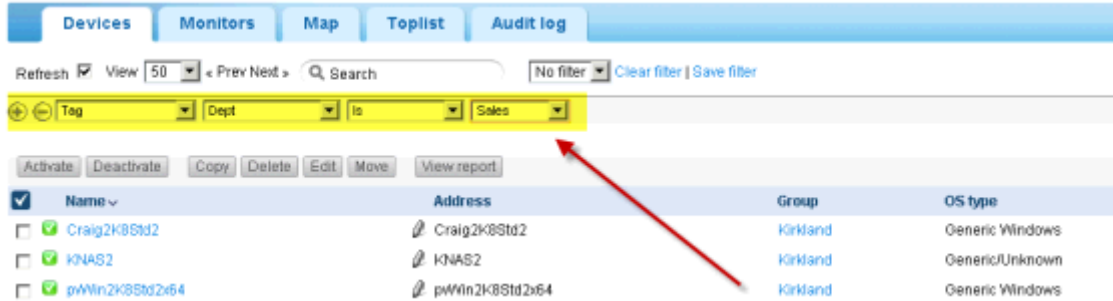 Devices Monitors Map Toplist Audit log
Refresh View 50 « Prev Next » Search No filter Clear filter | Save filter
Tag Dept Is Sales
Activate Deactivate Copy Delete Edit Move View report
Name Address Group OS type
Craig2K8Std2 Craig2K8Std2 Kirkland Generic Windows
KNAS2 KNAS2 Kirkland Generic/Unknown
pwWin2K8Std2x64 pwWin2K8Std2x64 Kirkland Generic Windows